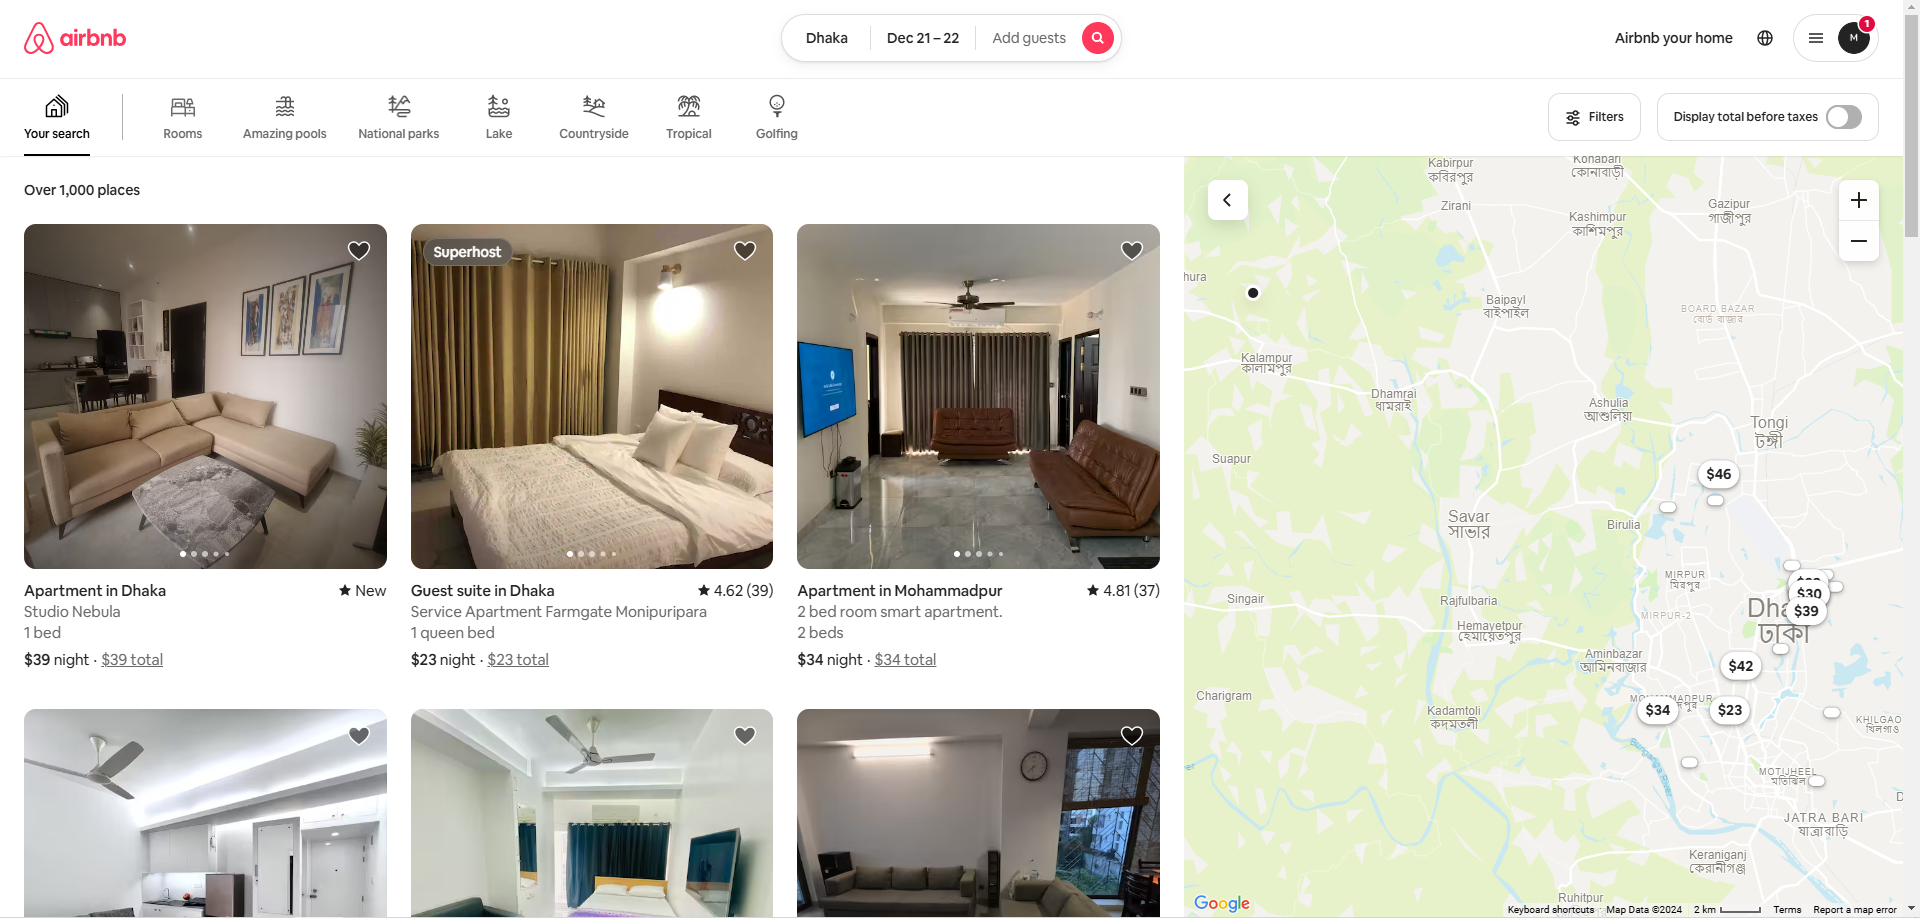 airbnb
Dhaka
Dec 21 – 22
Add guests
Airbnb your home
M
1
Your search
Rooms
Amazing pools
National parks
Lake
Countryside
Tropical
Golfing
Filters
Display total before taxes
Over 1,000 places
Superhost
Apartment in Dhaka
New
Studio Nebula
1 bed
$39 night · $39 total
Guest suite in Dhaka
4.62 (39)
Service Apartment Farmgate Monipuripara
1 queen bed
$23 night · $23 total
Apartment in Mohammadpur
4.81 (37)
2 bed room smart apartment.
2 beds
$34 night · $34 total
Kabirpur
কবিরপুর
Konabari
কোনাবাড়ী
Zirani
Gazipur
গাজীপুর
Kashimpur
কাশিমপুর
hura
Baipayl
বাইপাইল
BOARD BAZAR
বোর্ড বাজার
Kalampur
কালামপুর
Dhamrai
ধামরাই
Ashulia
আশুলিয়া
Tongi
টঙ্গী
Suapur
$46
Savar
সাভার
Birulia
MIRPUR
মিরপুর
$30
$39
Singair
Rajfulbaria
MIRPUR-2
Dha
ঢাকা
Hemayetpur
হেমায়েতপুর
Aminbazar
আমিনবাজার
$42
Charigram
$34
$23
Kadamtoli
কদমতলী
KHILGAO
খিলগাঁও
Buriganga River
MOTIJHEEL
মতিঝিল
JATRA BARI
যাত্রাবাড়ি
Keraniganj
কেরানীগঞ্জ
Ruhitpur
রুহিতপুর
Google
Keyboard shortcuts
Map Data ©2024
2 km
Terms
Report a map error